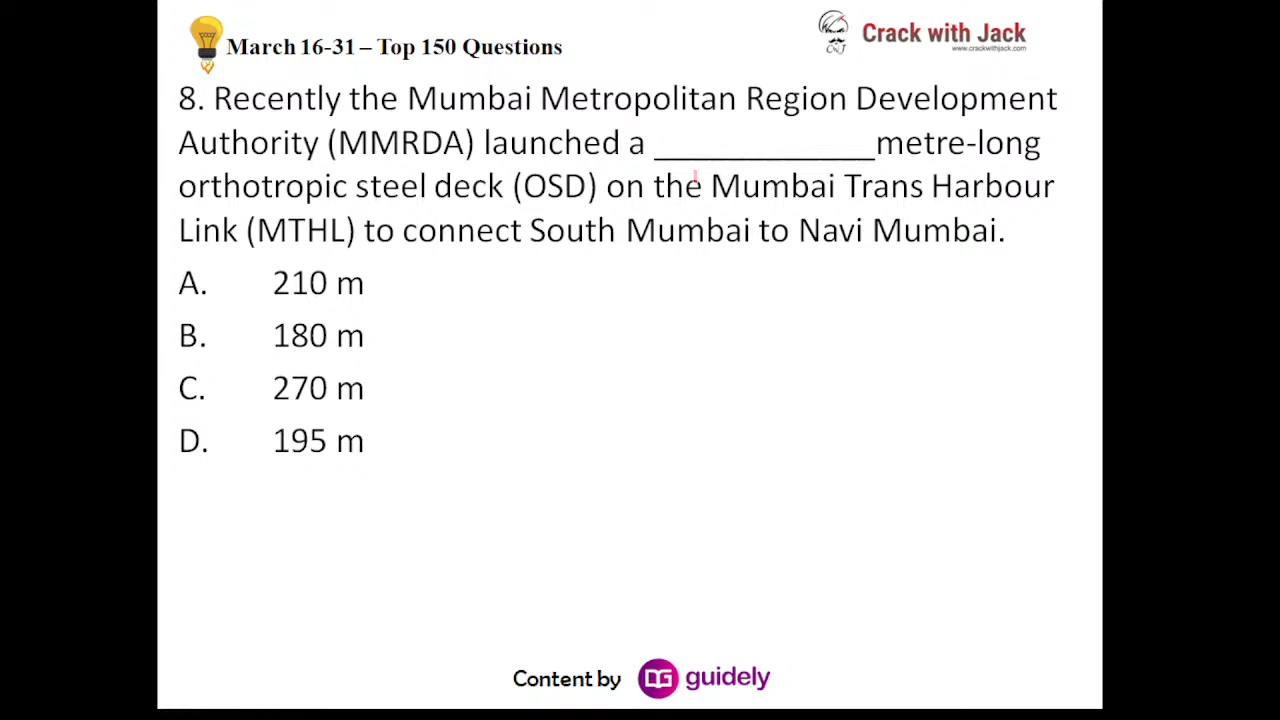 March 16-31 – Top 150 Questions
Crack with Jack
www.crackwithjack.com
CwJ
8. Recently the Mumbai Metropolitan Region Development
Authority (MMRDA) launched a _____________metre-long
orthotropic steel deck (OSD) on the Mumbai Trans Harbour
Link (MTHL) to connect South Mumbai to Navi Mumbai.
A. 210 m
B. 180 m
C. 270 m
D. 195 m
Content by guidely